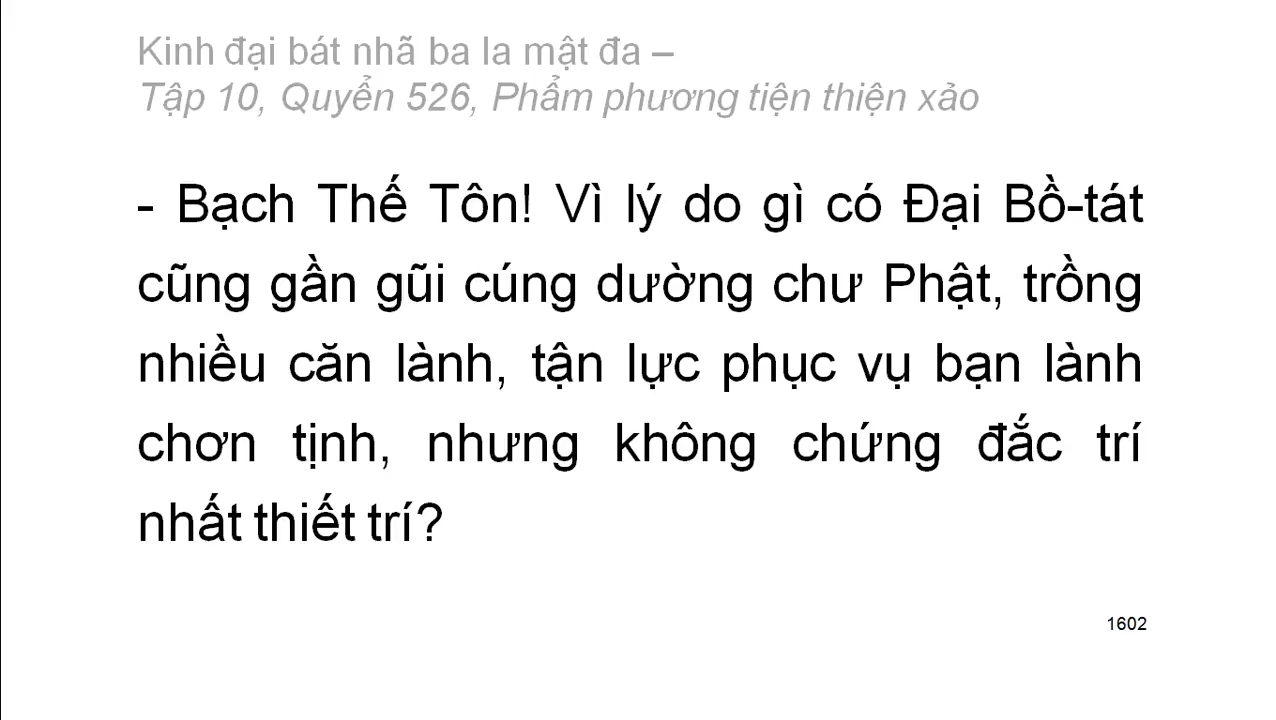 Kinh đại bát nhã ba la mật đa –
Tập 10, Quyển 526, Phẩm phương tiện thiện xảo
- Bạch Thế Tôn! Vì lý do gì có Đại Bồ-tát
cũng gần gũi cúng dường chư Phật, trồng
nhiều căn lành, tận lực phục vụ bạn lành
chơn tịnh, nhưng không chứng đắc trí
nhất thiết trí?
1602